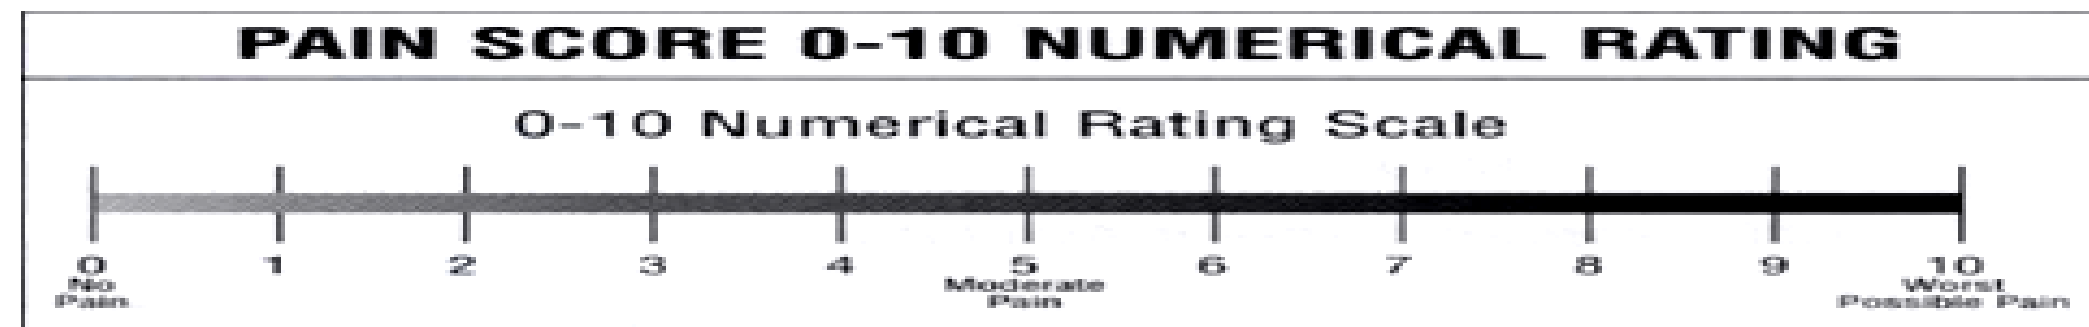 PAIN SCORE 0-10 NUMERICAL RATING
0-10 Numerical Rating Scale
0 1 2 3 4 5 6 7 8 9 10
No Moderate Worst
Pain Pain Possible Pain